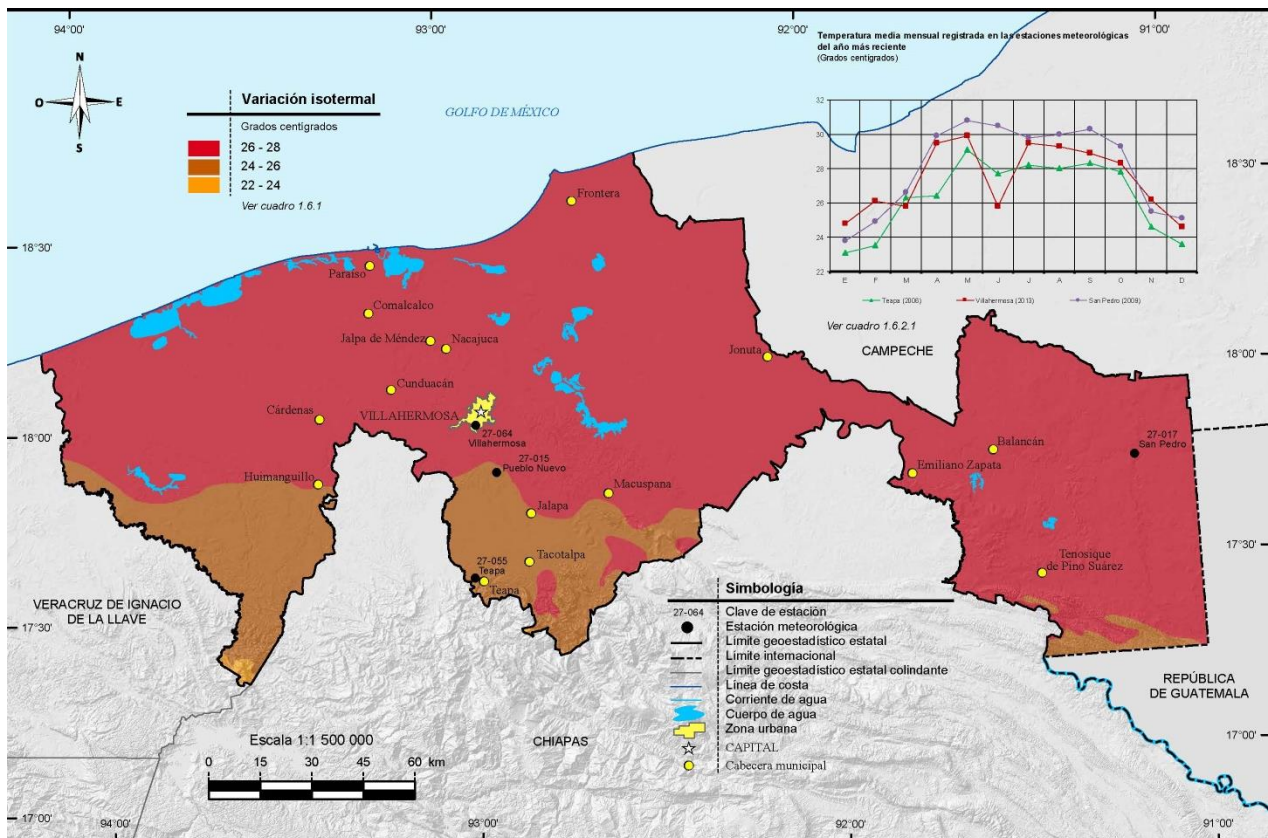 94°00'
93°00'
92°00'
91°00'
N
O
E
S
Variación isotermal
Grados centigrados
26 - 28
24 - 26
22 - 24
Ver cuadro 1.6.1
GOLFO DE MÉXICO
Temperatura media mensual registrada en las estaciones meteorológicas
del año más reciente
(Grados centígrados)
32
30
28
26
24
22
E F M A M J J A S O N D
Teapa (2006)
Villahermosa (2013)
San Pedro (2009)
Ver cuadro 1.6.2.1
CAMPECHE
18°30'
18°30'
18°00'
18°00'
17°30'
17°30'
17°00'
17°00'
Frontera
Paraíso
Comalcalco
Jalpa de Méndez
Nacajuca
Jonuta
Cunduacán
Cárdenas
VILLAHERMOSA
27-064
Villahermosa
27-015
Pueblo Nuevo
Huimanguillo
Macuspana
Jalapa
Tacotalpa
27-055
Teapa
Teapa
Balancán
27-017
San Pedro
Emiliano Zapata
Tenosique
de Pino Suárez
VERACRUZ DE IGNACIO
DE LA LLAVE
CHIAPAS
REPÚBLICA
DE GUATEMALA
Simbología
27-064 Clave de estación
Estación meteorológica
Límite geoestadístico estatal
Límite internacional
Límite geoestadístico estatal colindante
Línea de costa
Corriente de agua
Cuerpo de agua
Zona urbana
CAPITAL
Cabecera municipal
Escala 1:1 500 000
0 15 30 45 60 km
94°00'
93°00'
92°00'
91°00'